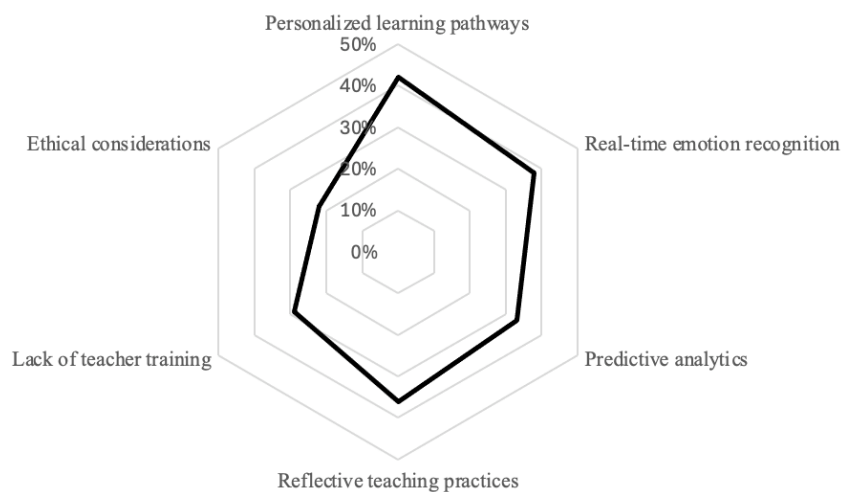 Personalized learning pathways
50%
40%
Ethical considerations
Real-time emotion recognition
30%
20%
10%
0%
Lack of teacher training
Predictive analytics
Reflective teaching practices